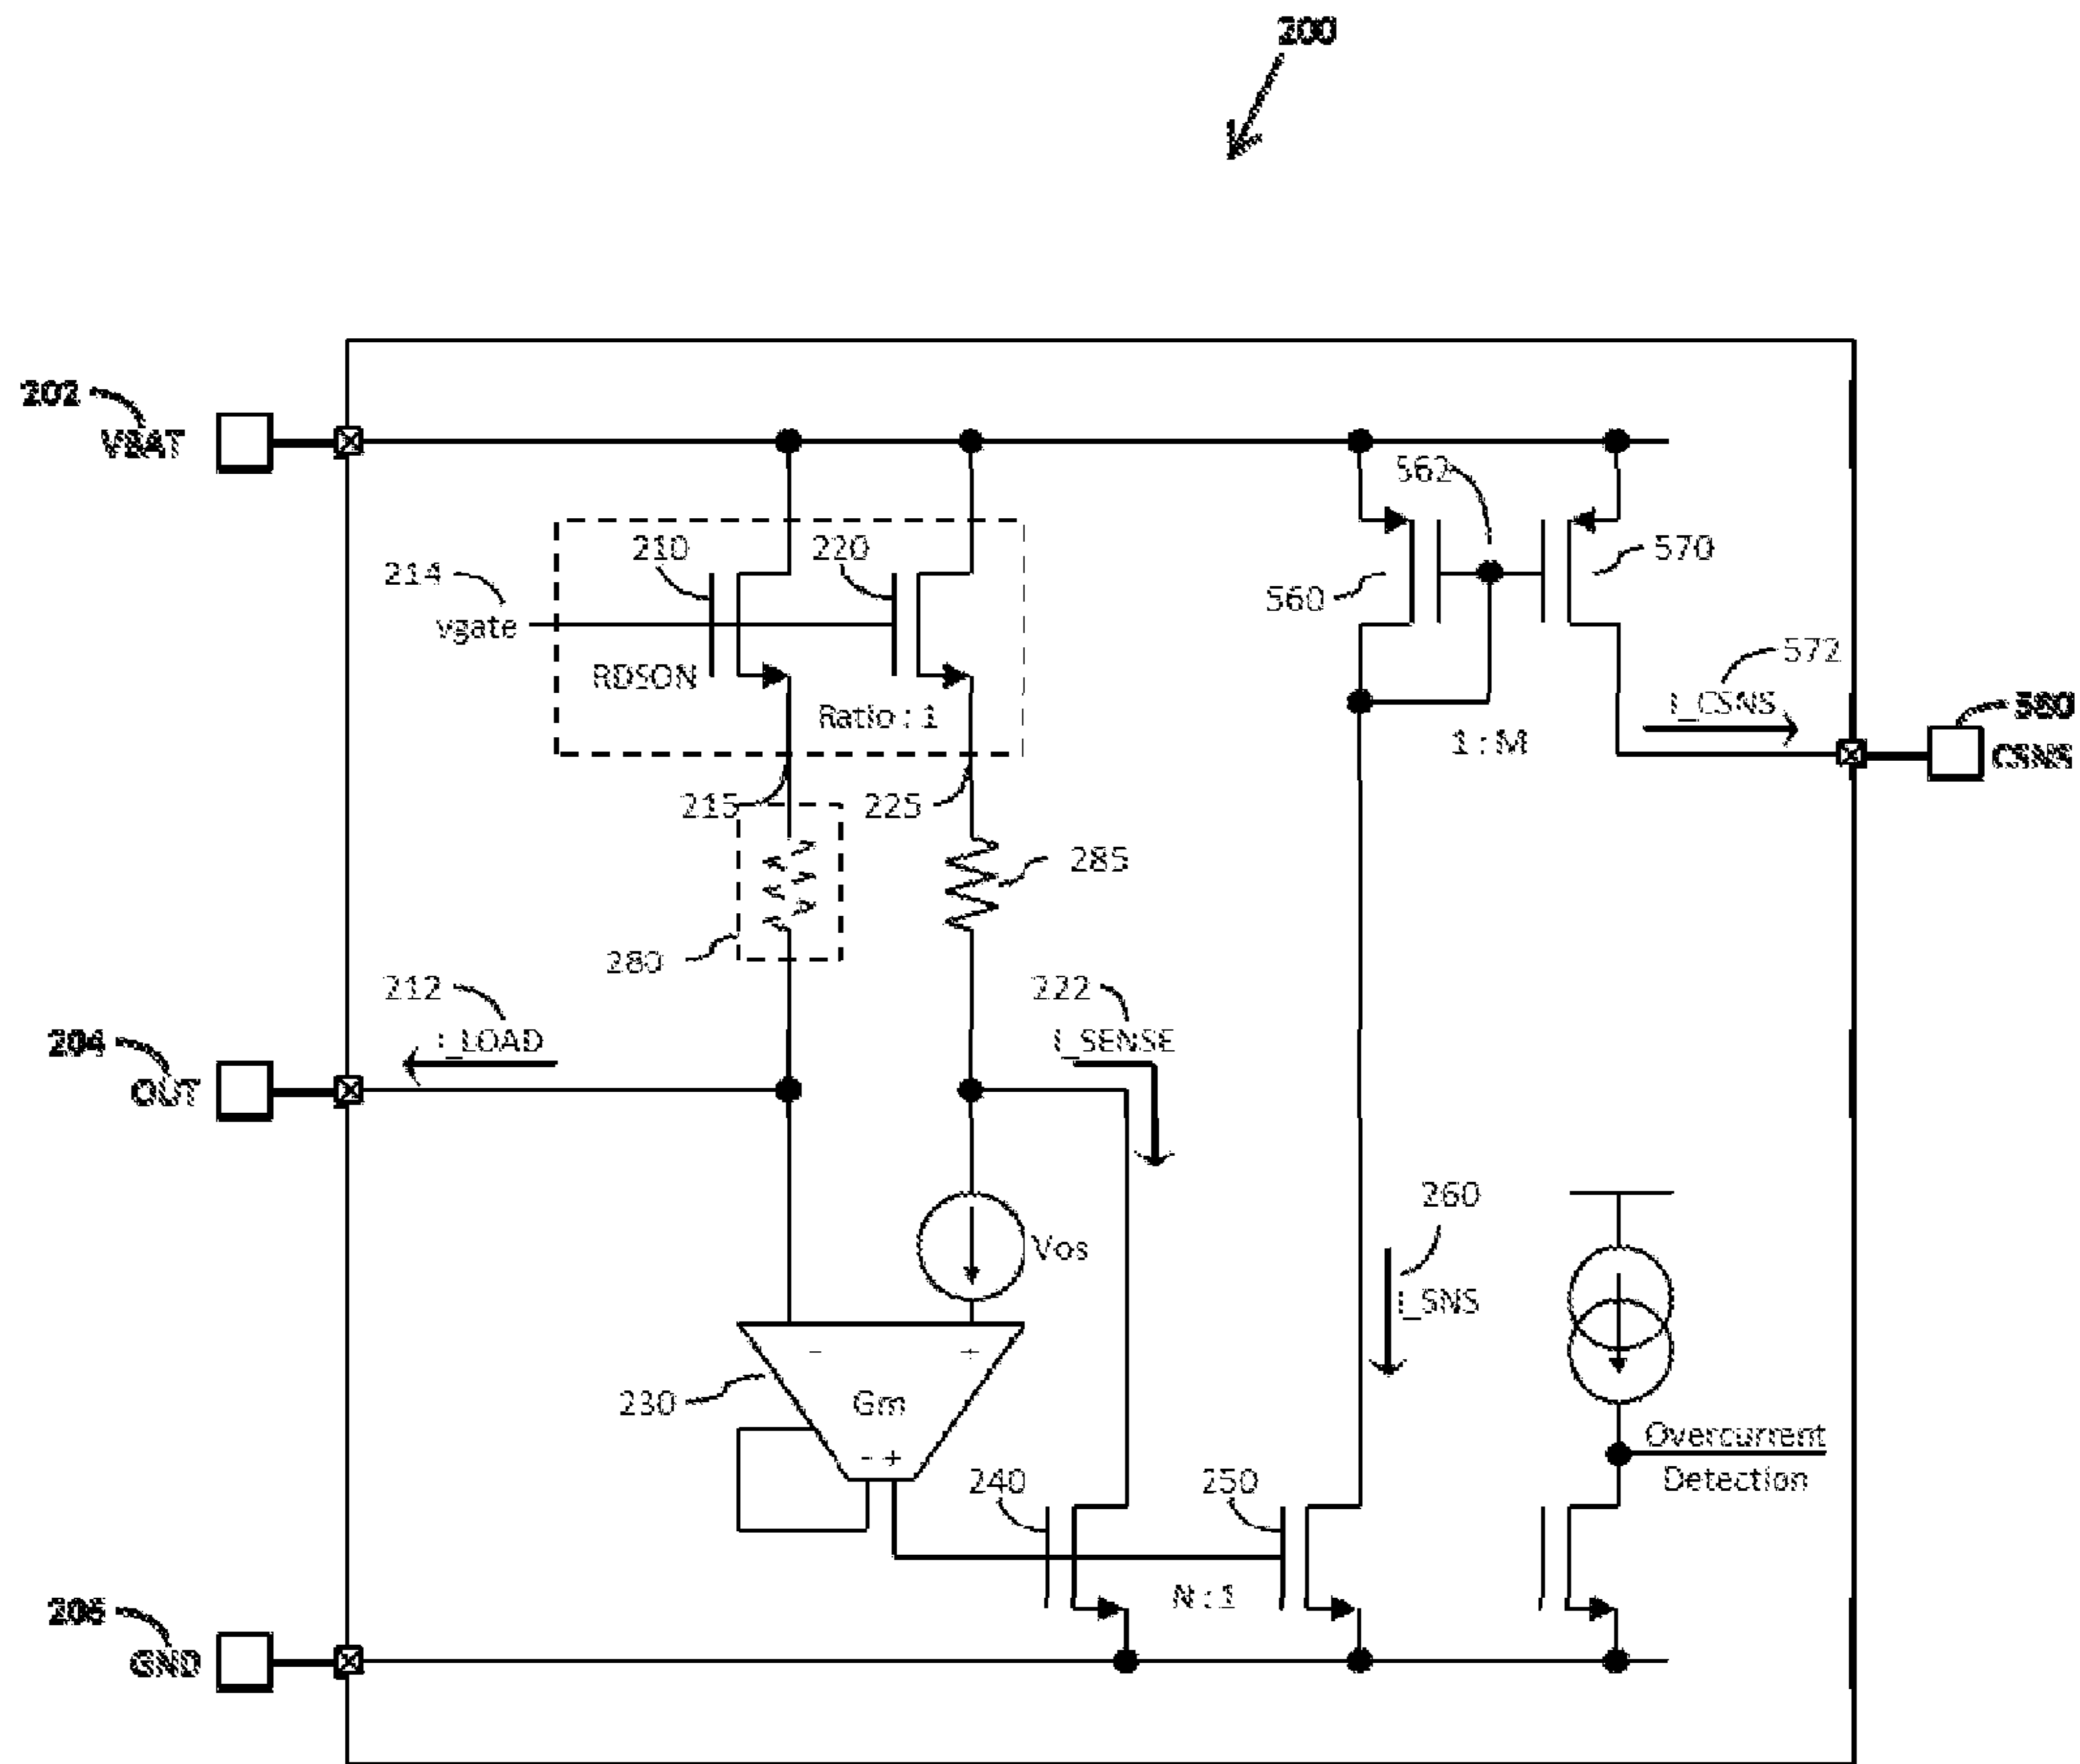 200
202
VBAT
562
210
220
214
570
560
vgate
RDSON
572
Ratio : 1
I_CSNS
580
1 : M
CSNS
215
225
285
280
212
222
204
I_LOAD
I_SENSE
OUT
260
Vos
I_SNS
- +
230
Gm
- +
Overcurrent
240
250
Detection
N : 1
206
GND